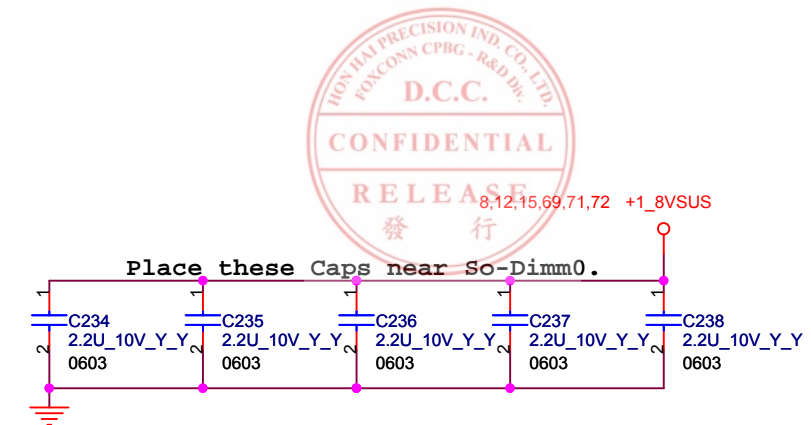 HON HAI PRECISION IND. CO., LTD.
FOXCONN CPBG - R&D Div.
D.C.C.
CONFIDENTIAL
RELEASE
發 行
8,12,15,69,71,72 +1_8VSUS
Place these Caps near So-Dimm0.
1 1 1 1 1
C234 C235 C236 C237 C238
2.2U_10V_Y_Y 2.2U_10V_Y_Y 2.2U_10V_Y_Y 2.2U_10V_Y_Y 2.2U_10V_Y_Y
2 2 2 2 2
0603 0603 0603 0603 0603